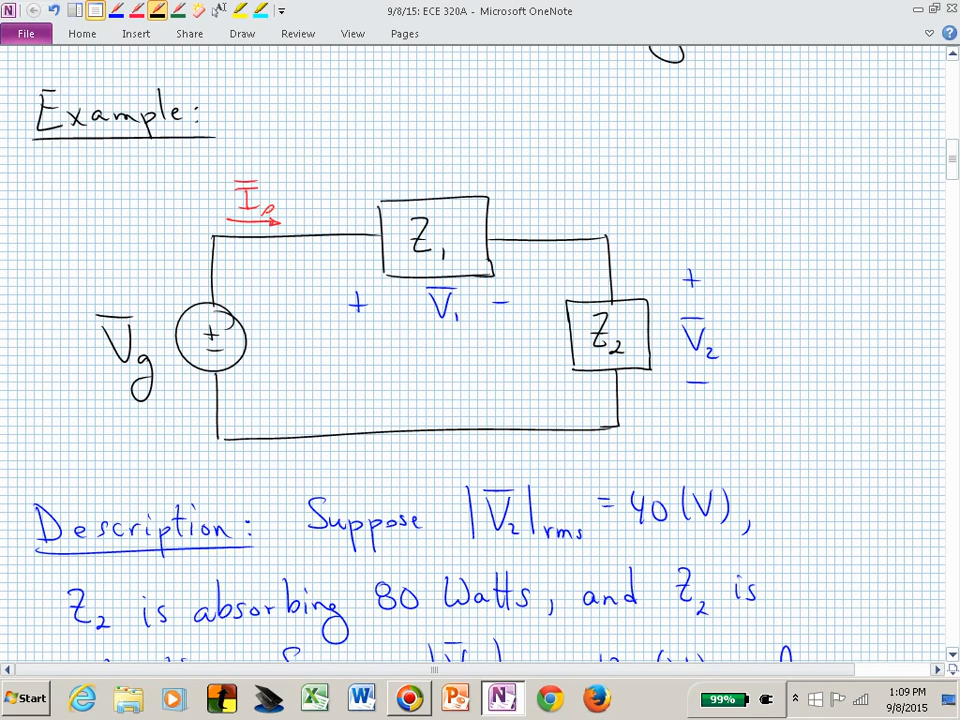 9/8/15: ECE 320A - Microsoft OneNote
File Home Insert Share Draw Review View Pages
Example:
I
Z1
+ V1 -
+
Vg
+
-
Z2
V2
-
Description: Suppose |V2|rms = 40 (V),
Z2 is absorbing 80 Watts, and Z2 is
Start
99%
1:09 PM
9/8/2015